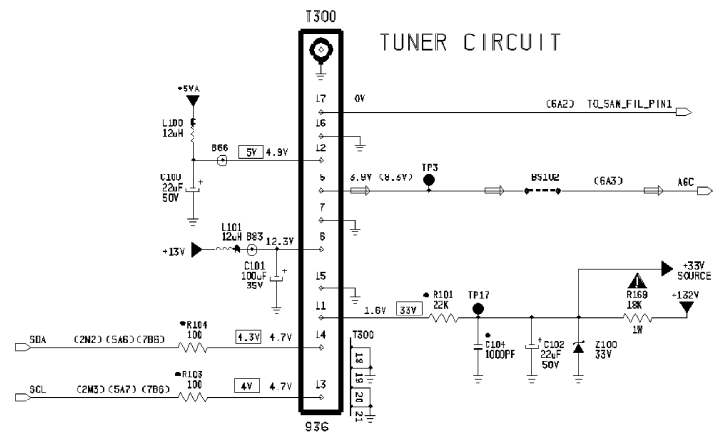 T300
TUNER CIRCUIT
17 0V (6A2) TO_SAW_FIL_PIN1
+5VA
16
L100
12uH
12
B66 5V 4.9V
C100
22uF
50V
+
TP3
3.9V (8.3V) BS102 (6A3) AGC
7
L101
12uH B83 12.3V
6
+13V
C101
100uF
35V
+
15
+33V
SOURCE
11
1.6V 33V
R101
22K
TP17
R169
18K
1W
+132V
C104
1000PF
C102
22uF
50V
+
Z100
33V
SDA (2M2) (5A6) (7B6)
R104
100
4.3V 4.7V
14
T300
18
19
20
21
SCL (2M3) (5A7) (7B6)
R103
100
4V 4.7V
13
936